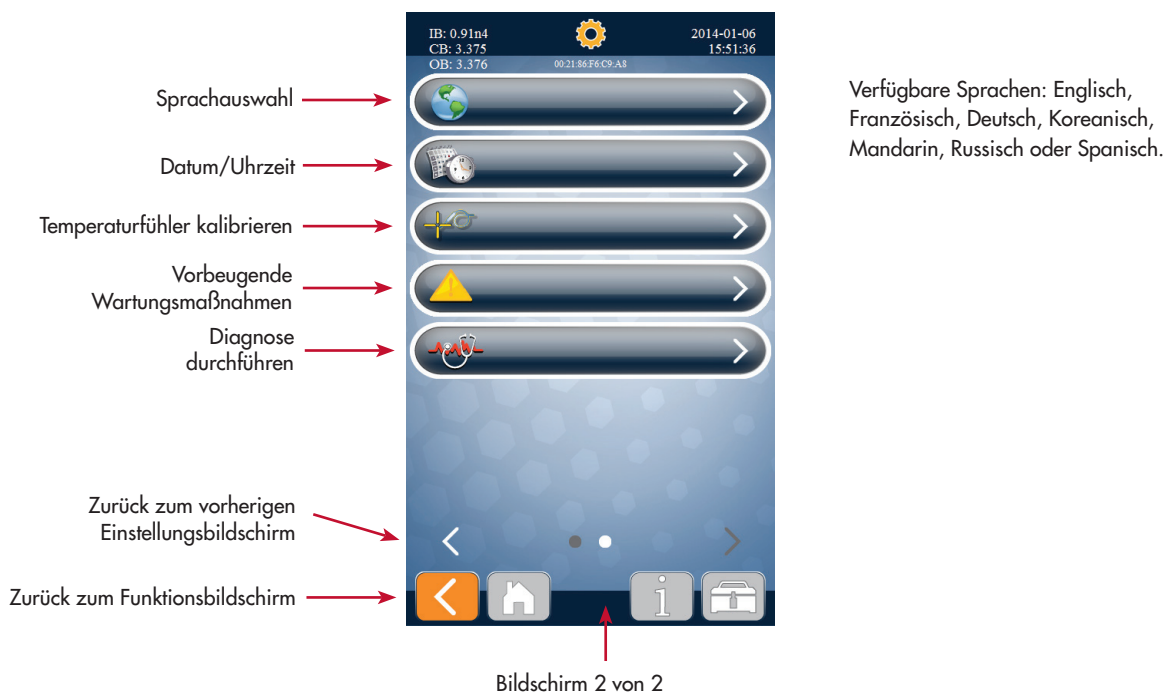 IB: 0.91n4
CB: 3.375
OB: 3.376
00:21:86:F6:C9:A8
2014-01-06
15:51:36
Sprachauswahl
Datum/Uhrzeit
Temperaturfühler kalibrieren
Vorbeugende
Wartungsmaßnahmen
Diagnose
durchführen
Zurück zum vorherigen
Einstellungsbildschirm
Zurück zum Funktionsbildschirm
Bildschirm 2 von 2
Verfügbare Sprachen: Englisch,
Französisch, Deutsch, Koreanisch,
Mandarin, Russisch oder Spanisch.